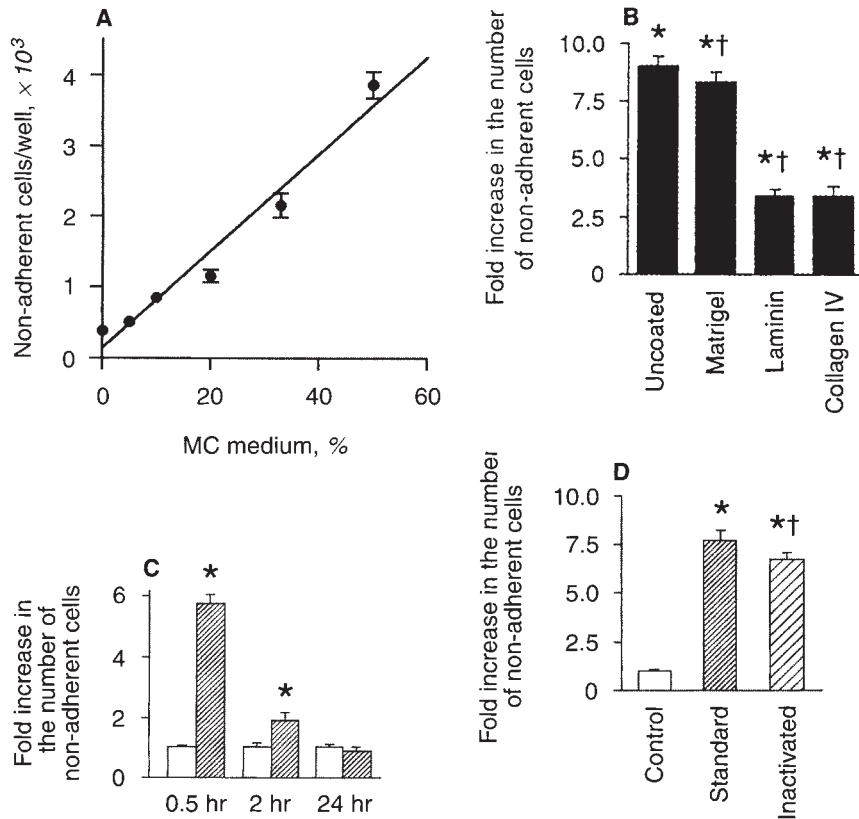 A
Non-adherent cells/well, × 10³
4
3
2
1
0
0 20 40 60
MC medium, %
B
Fold increase in the number
of non-adherent cells
10.0
7.5
5.0
2.5
0
* *† *† *†
Uncoated
Matrigel
Laminin
Collagen IV
C
Fold increase in
the number of
non-adherent cells
6
4
2
0
* *
0.5 hr 2 hr 24 hr
D
Fold increase in the number
of non-adherent cells
10.0
7.5
5.0
2.5
0
* *†
Control
Standard
Inactivated